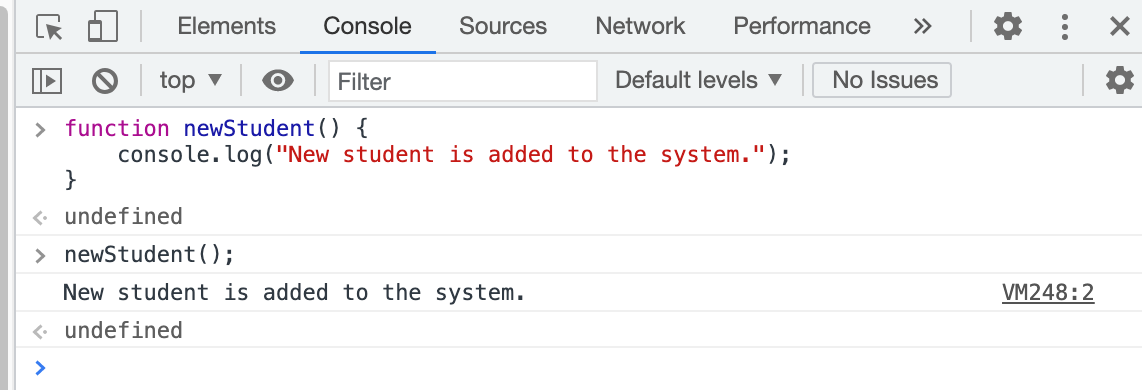 Elements Console Sources Network Performance »
top ▼ Filter Default levels ▼ No Issues
> function newStudent() {
    console.log("New student is added to the system.");
}
undefined
> newStudent();
New student is added to the system. VM248:2
undefined
>